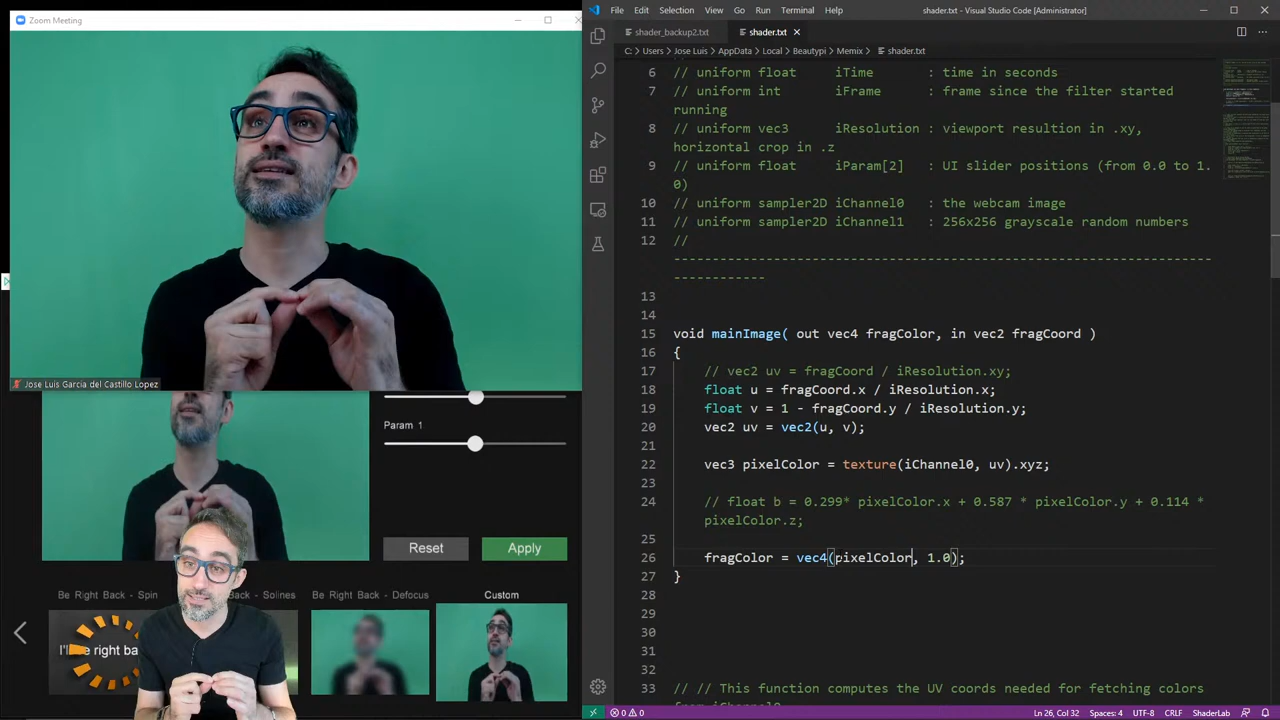 Zoom Meeting
Jose Luis Garcia del Castillo Lopez
Param 1
Reset
Apply
Be Right Back - Spin
Back - Solines
Be Right Back - Defocus
Custom
I'll be right ba
File Edit Selection View Go Run Terminal Help
shader.txt - Visual Studio Code [Administrator]
shader_backup2.txt
shader.txt
C: > Users > Jose Luis > AppData > Local > Beautypi > Memix > shader.txt
6 // uniform float iTime : time in seconds
7 // uniform int iFrame : frame since the filter started
running
8 // uniform vec3 iResolution : viewport resultion in .xy,
horizontal crop in .z
9 //uniform float iParam[2] : UI slider positions (from 0.0 to 1.
0)
10 // uniform sampler2D iChannel0 : the webcam image
11 // uniform sampler2D iChannel1 : 256x256 grayscale random numbers
12 //
----------------------------------------------------------------------
------------
13
14
15 void mainImage( out vec4 fragColor, in vec2 fragCoord )
16 {
17 // vec2 uv = fragCoord / iResolution.xy;
18 float u = fragCoord.x / iResolution.x;
19 float v = 1 - fragCoord.y / iResolution.y;
20 vec2 uv = vec2(u, v);
21
22 vec3 pixelColor = texture(iChannel0, uv).xyz;
23
24 // float b = 0.299* pixelColor.x + 0.587 * pixelColor.y + 0.114 *
pixelColor.z;
25
26 fragColor = vec4(pixelColor, 1.0);
27 }
28
29
30
31
32
33 // // This function computes the UV coords needed for fetching colors
from iChannel0
0 0 Ln 26, Col 32 Spaces: 4 UTF-8 CRLF ShaderLab